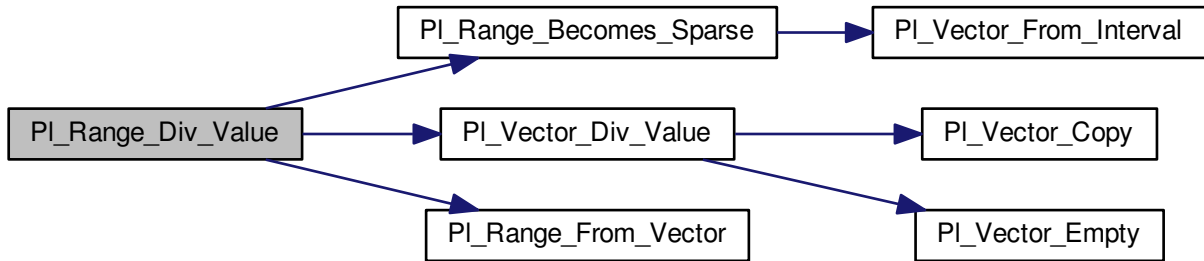 Pl_Range_Becomes_Sparse
Pl_Vector_From_Interval
Pl_Range_Div_Value
Pl_Vector_Div_Value
Pl_Vector_Copy
Pl_Range_From_Vector
Pl_Vector_Empty